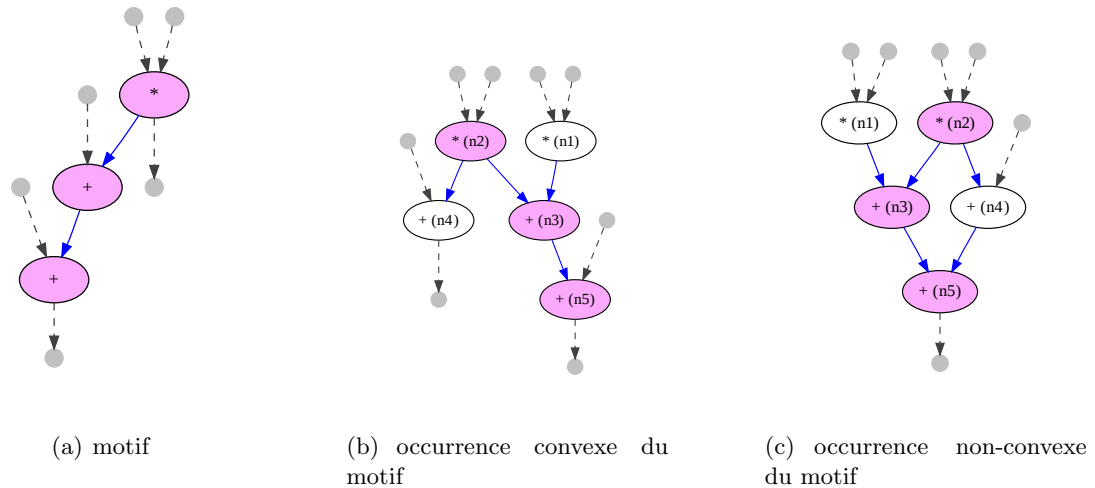 *
+
+
(a) motif
* (n2)
* (n1)
+ (n4)
+ (n3)
+ (n5)
(b) occurrence convexe du
motif
* (n1)
* (n2)
+ (n3)
+ (n4)
+ (n5)
(c) occurrence non-convexe
du motif